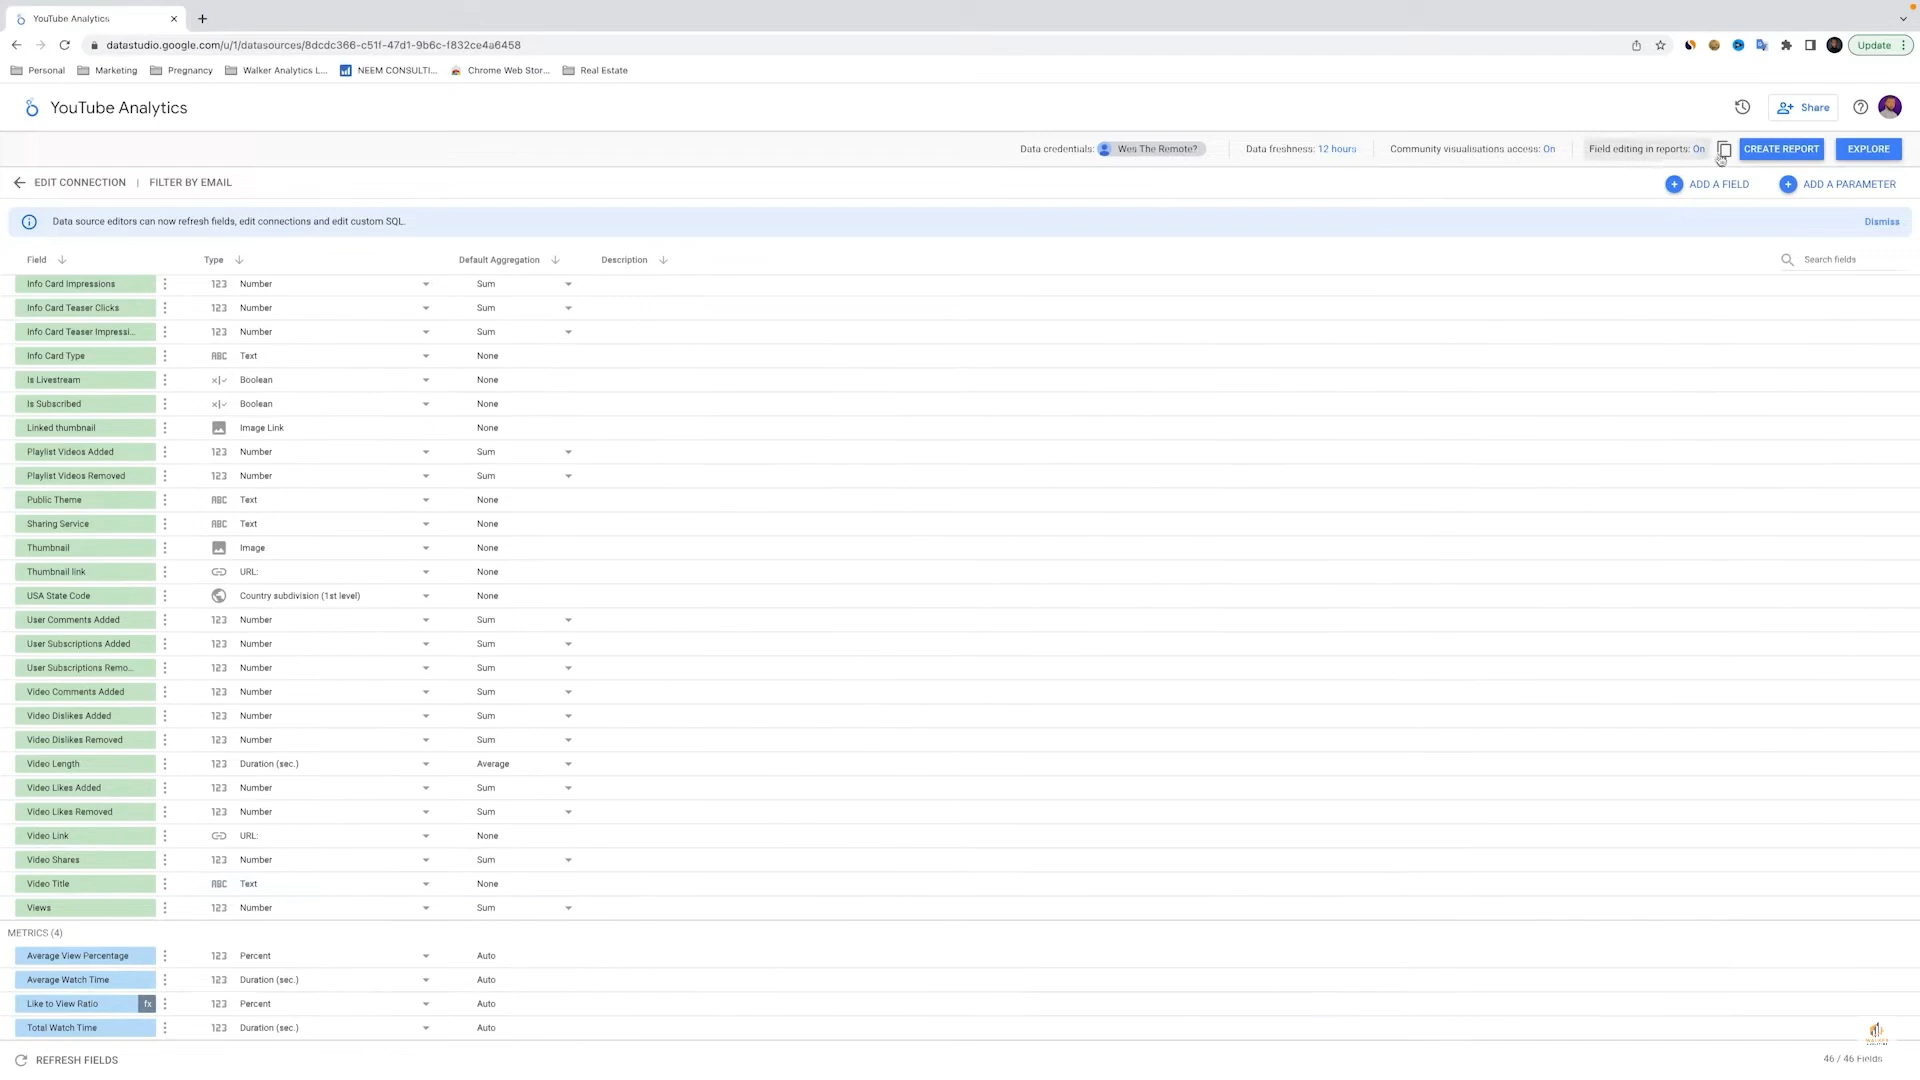 YouTube Analytics
datastudio.google.com/u/1/datasources/8dcdc366-c51f-47d1-9b6c-f832ce4a6458
Update
Personal Marketing Pregnancy Walker Analytics L... NEEM CONSULTI... Chrome Web Stor... Real Estate
YouTube Analytics
Share
Data credentials: Wes The Remote? Data freshness: 12 hours Community visualisations access: On Field editing in reports: On CREATE REPORT EXPLORE
EDIT CONNECTION | FILTER BY EMAIL
ADD A FIELD ADD A PARAMETER
Data source editors can now refresh fields, edit connections and edit custom SQL. Dismiss
Field Type Default Aggregation Description Search fields
Info Card Impressions 123 Number Sum
Info Card Teaser Clicks 123 Number Sum
Info Card Teaser Impressi... 123 Number Sum
Info Card Type ABC Text None
Is Livestream Boolean None
Is Subscribed Boolean None
Linked thumbnail Image Link None
Playlist Videos Added 123 Number Sum
Playlist Videos Removed 123 Number Sum
Public Theme ABC Text None
Sharing Service ABC Text None
Thumbnail Image None
Thumbnail link URL: None
USA State Code Country subdivision (1st level) None
User Comments Added 123 Number Sum
User Subscriptions Added 123 Number Sum
User Subscriptions Remo... 123 Number Sum
Video Comments Added 123 Number Sum
Video Dislikes Added 123 Number Sum
Video Dislikes Removed 123 Number Sum
Video Length 123 Duration (sec.) Average
Video Likes Added 123 Number Sum
Video Likes Removed 123 Number Sum
Video Link URL: None
Video Shares 123 Number Sum
Video Title ABC Text None
Views 123 Number Sum
METRICS (4)
Average View Percentage 123 Percent Auto
Average Watch Time 123 Duration (sec.) Auto
Like to View Ratio fx 123 Percent Auto
Total Watch Time 123 Duration (sec.) Auto
REFRESH FIELDS
46 / 46 Fields